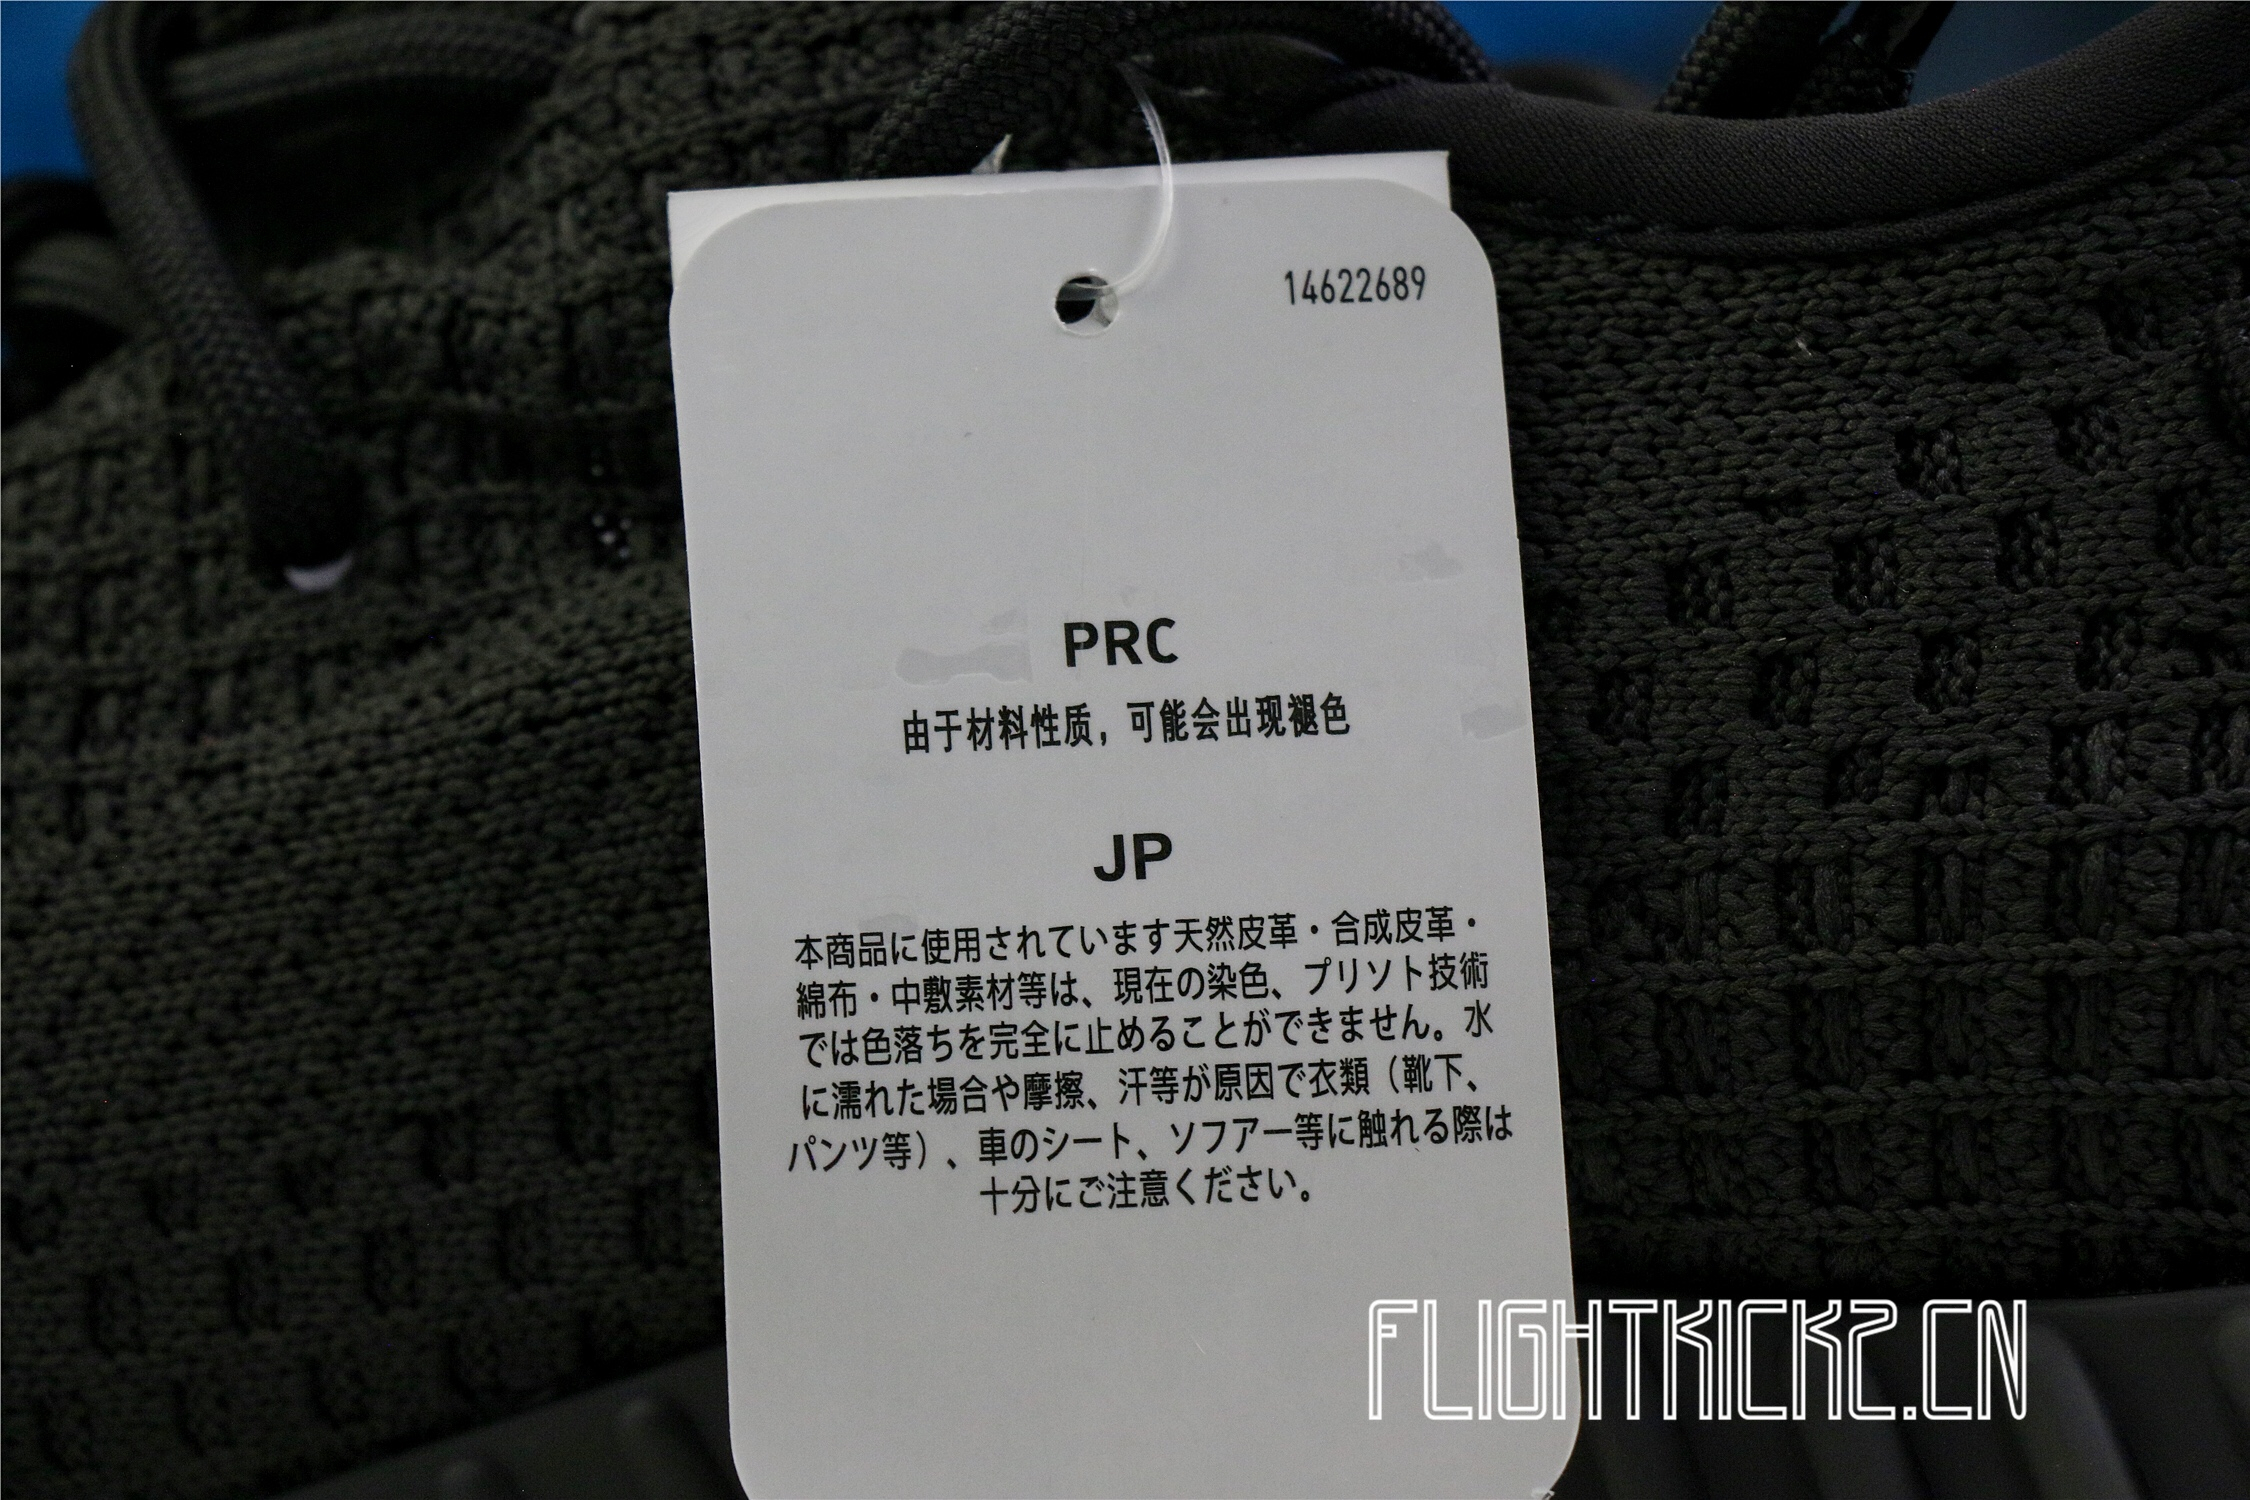 14622689
PRC
由于材料性质，可能会出现褪色
JP
本商品に使用されています天然皮革・合成皮革・
綿布・中敷素材等は、現在の染色、プリソト技術
では色落ちを完全に止めることができません。水
に濡れた場合や摩擦、汗等が原因で衣類（靴下、
パンツ等）、車のシート、ソフアー等に触れる際は
十分にご注意ください。
FLIGHTKICKZ.CN